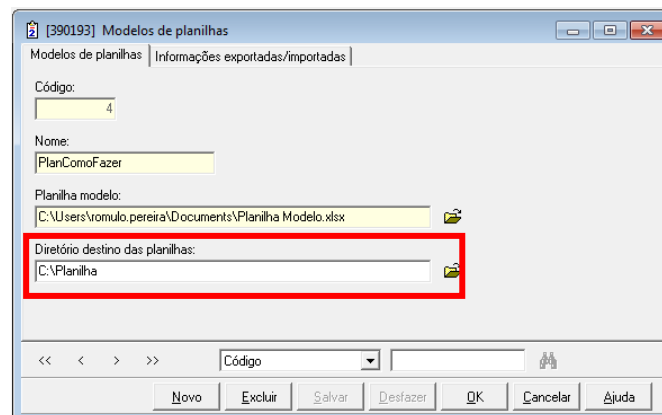 [390193] Modelos de planilhas
Modelos de planilhas Informações exportadas/importadas
Código:
4
Nome:
PlanComoFazer
Planilha modelo:
C:\Users\romulo.pereira\Documents\Planilha Modelo.xlsx
Diretório destino das planilhas:
C:\Planilha
<< < > >> Código
Novo Excluir Salvar Desfazer OK Cancelar Ajuda